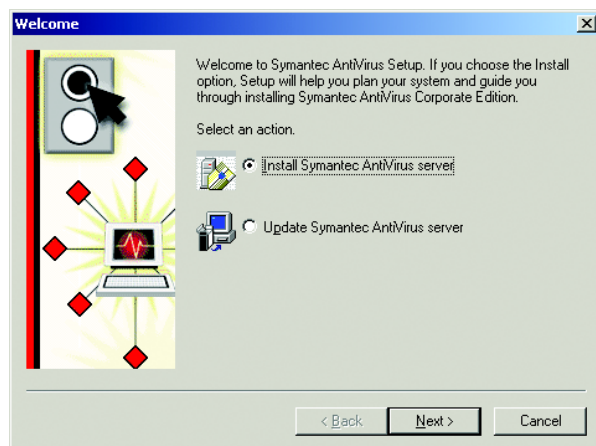 Welcome
Welcome to Symantec AntiVirus Setup. If you choose the Install
option, Setup will help you plan your system and guide you
through installing Symantec AntiVirus Corporate Edition.
Select an action.
Install Symantec AntiVirus server
Update Symantec AntiVirus server
< Back
Next >
Cancel